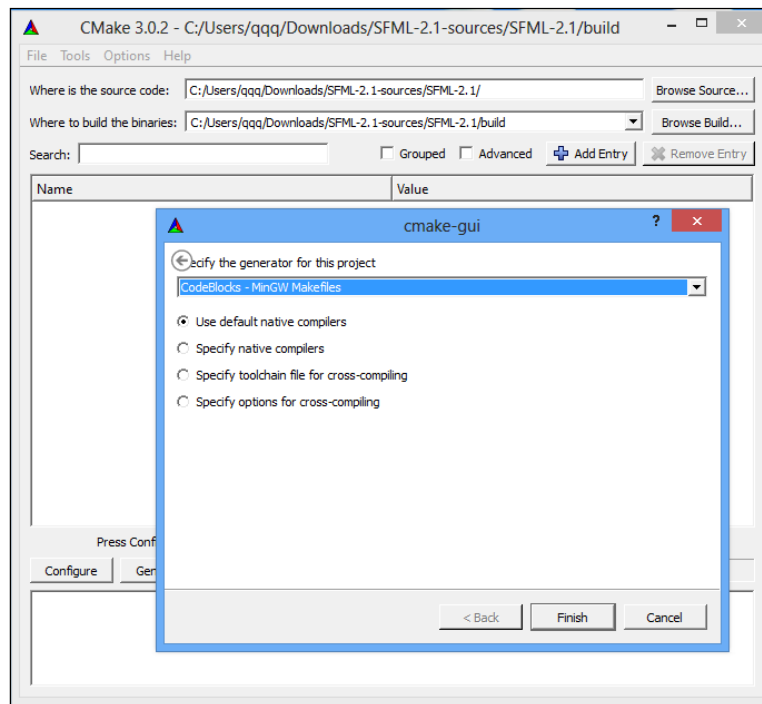 CMake 3.0.2 - C:/Users/qqq/Downloads/SFML-2.1-sources/SFML-2.1/build
File Tools Options Help
Where is the source code: C:/Users/qqq/Downloads/SFML-2.1-sources/SFML-2.1/ Browse Source...
Where to build the binaries: C:/Users/qqq/Downloads/SFML-2.1-sources/SFML-2.1/build Browse Build...
Search: Grouped Advanced Add Entry Remove Entry
Name Value
cmake-gui ?
ecify the generator for this project
CodeBlocks - MinGW Makefiles
Use default native compilers
Specify native compilers
Specify toolchain file for cross-compiling
Specify options for cross-compiling
Press Conf
Configure Gen
< Back Finish Cancel